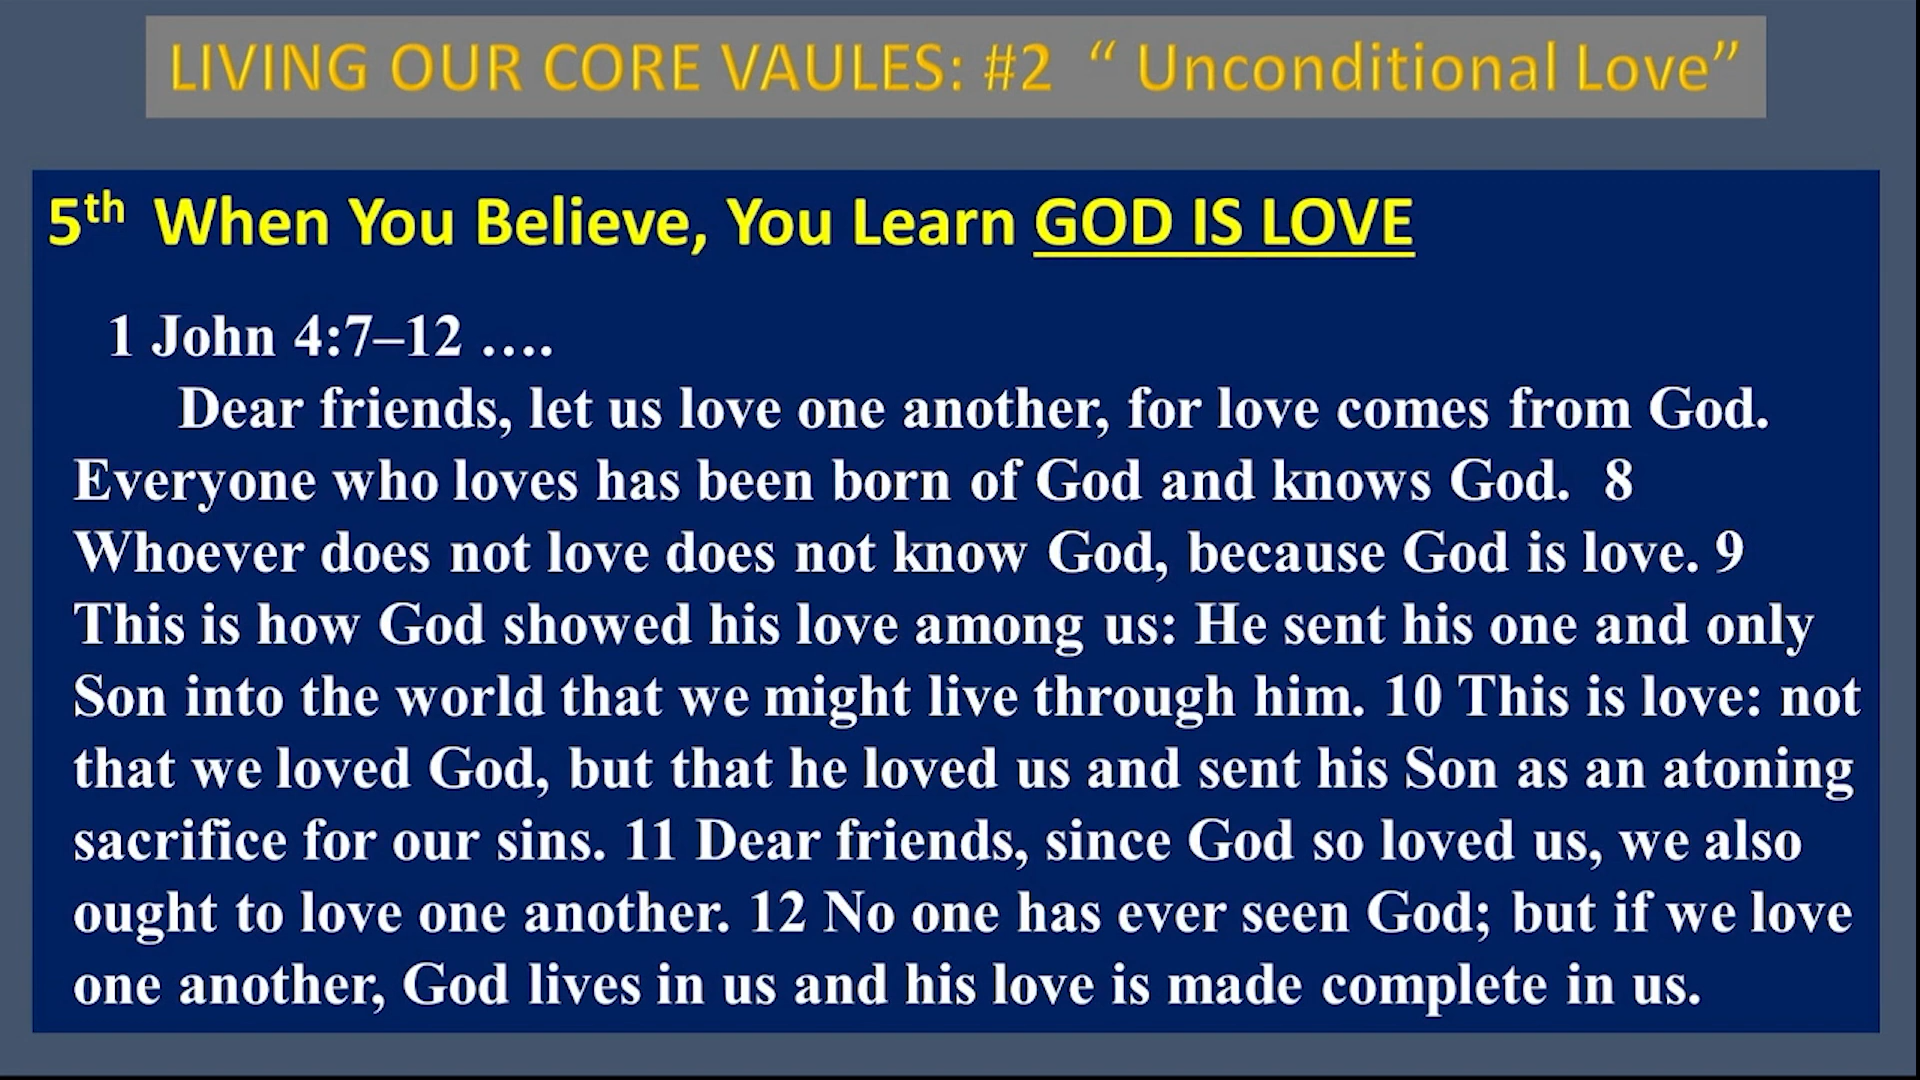 LIVING OUR CORE VAULES: #2 “ Unconditional Love”
5th When You Believe, You Learn GOD IS LOVE
1 John 4:7–12 ….
Dear friends, let us love one another, for love comes from God.
Everyone who loves has been born of God and knows God. 8
Whoever does not love does not know God, because God is love. 9
This is how God showed his love among us: He sent his one and only
Son into the world that we might live through him. 10 This is love: not
that we loved God, but that he loved us and sent his Son as an atoning
sacrifice for our sins. 11 Dear friends, since God so loved us, we also
ought to love one another. 12 No one has ever seen God; but if we love
one another, God lives in us and his love is made complete in us.